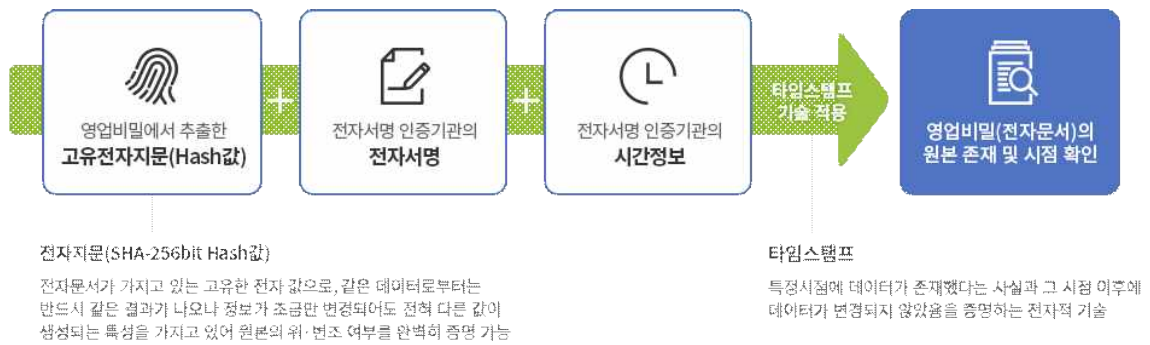 영업비밀에서 추출한
고유전자지문(Hash값)
+
전자서명 인증기관의
전자서명
+
전자서명 인증기관의
시간정보
타임스탬프
기술 적용
영업비밀(전자문서)의
원본 존재 및 시점 확인
전자지문(SHA-256bit Hash값)
전자문서가 가지고 있는 고유한 전자 값으로, 같은 데이터로부터는
반드시 같은 결과가 나오나 정보가 조금만 변경되어도 전혀 다른 값이
생성되는 특성을 가지고 있어 원본의 위·변조 여부를 완벽히 증명 가능
타임스탬프
특정시점에 데이터가 존재했다는 사실과 그 시점 이후에
데이터가 변경되지 않았음을 증명하는 전자적 기술